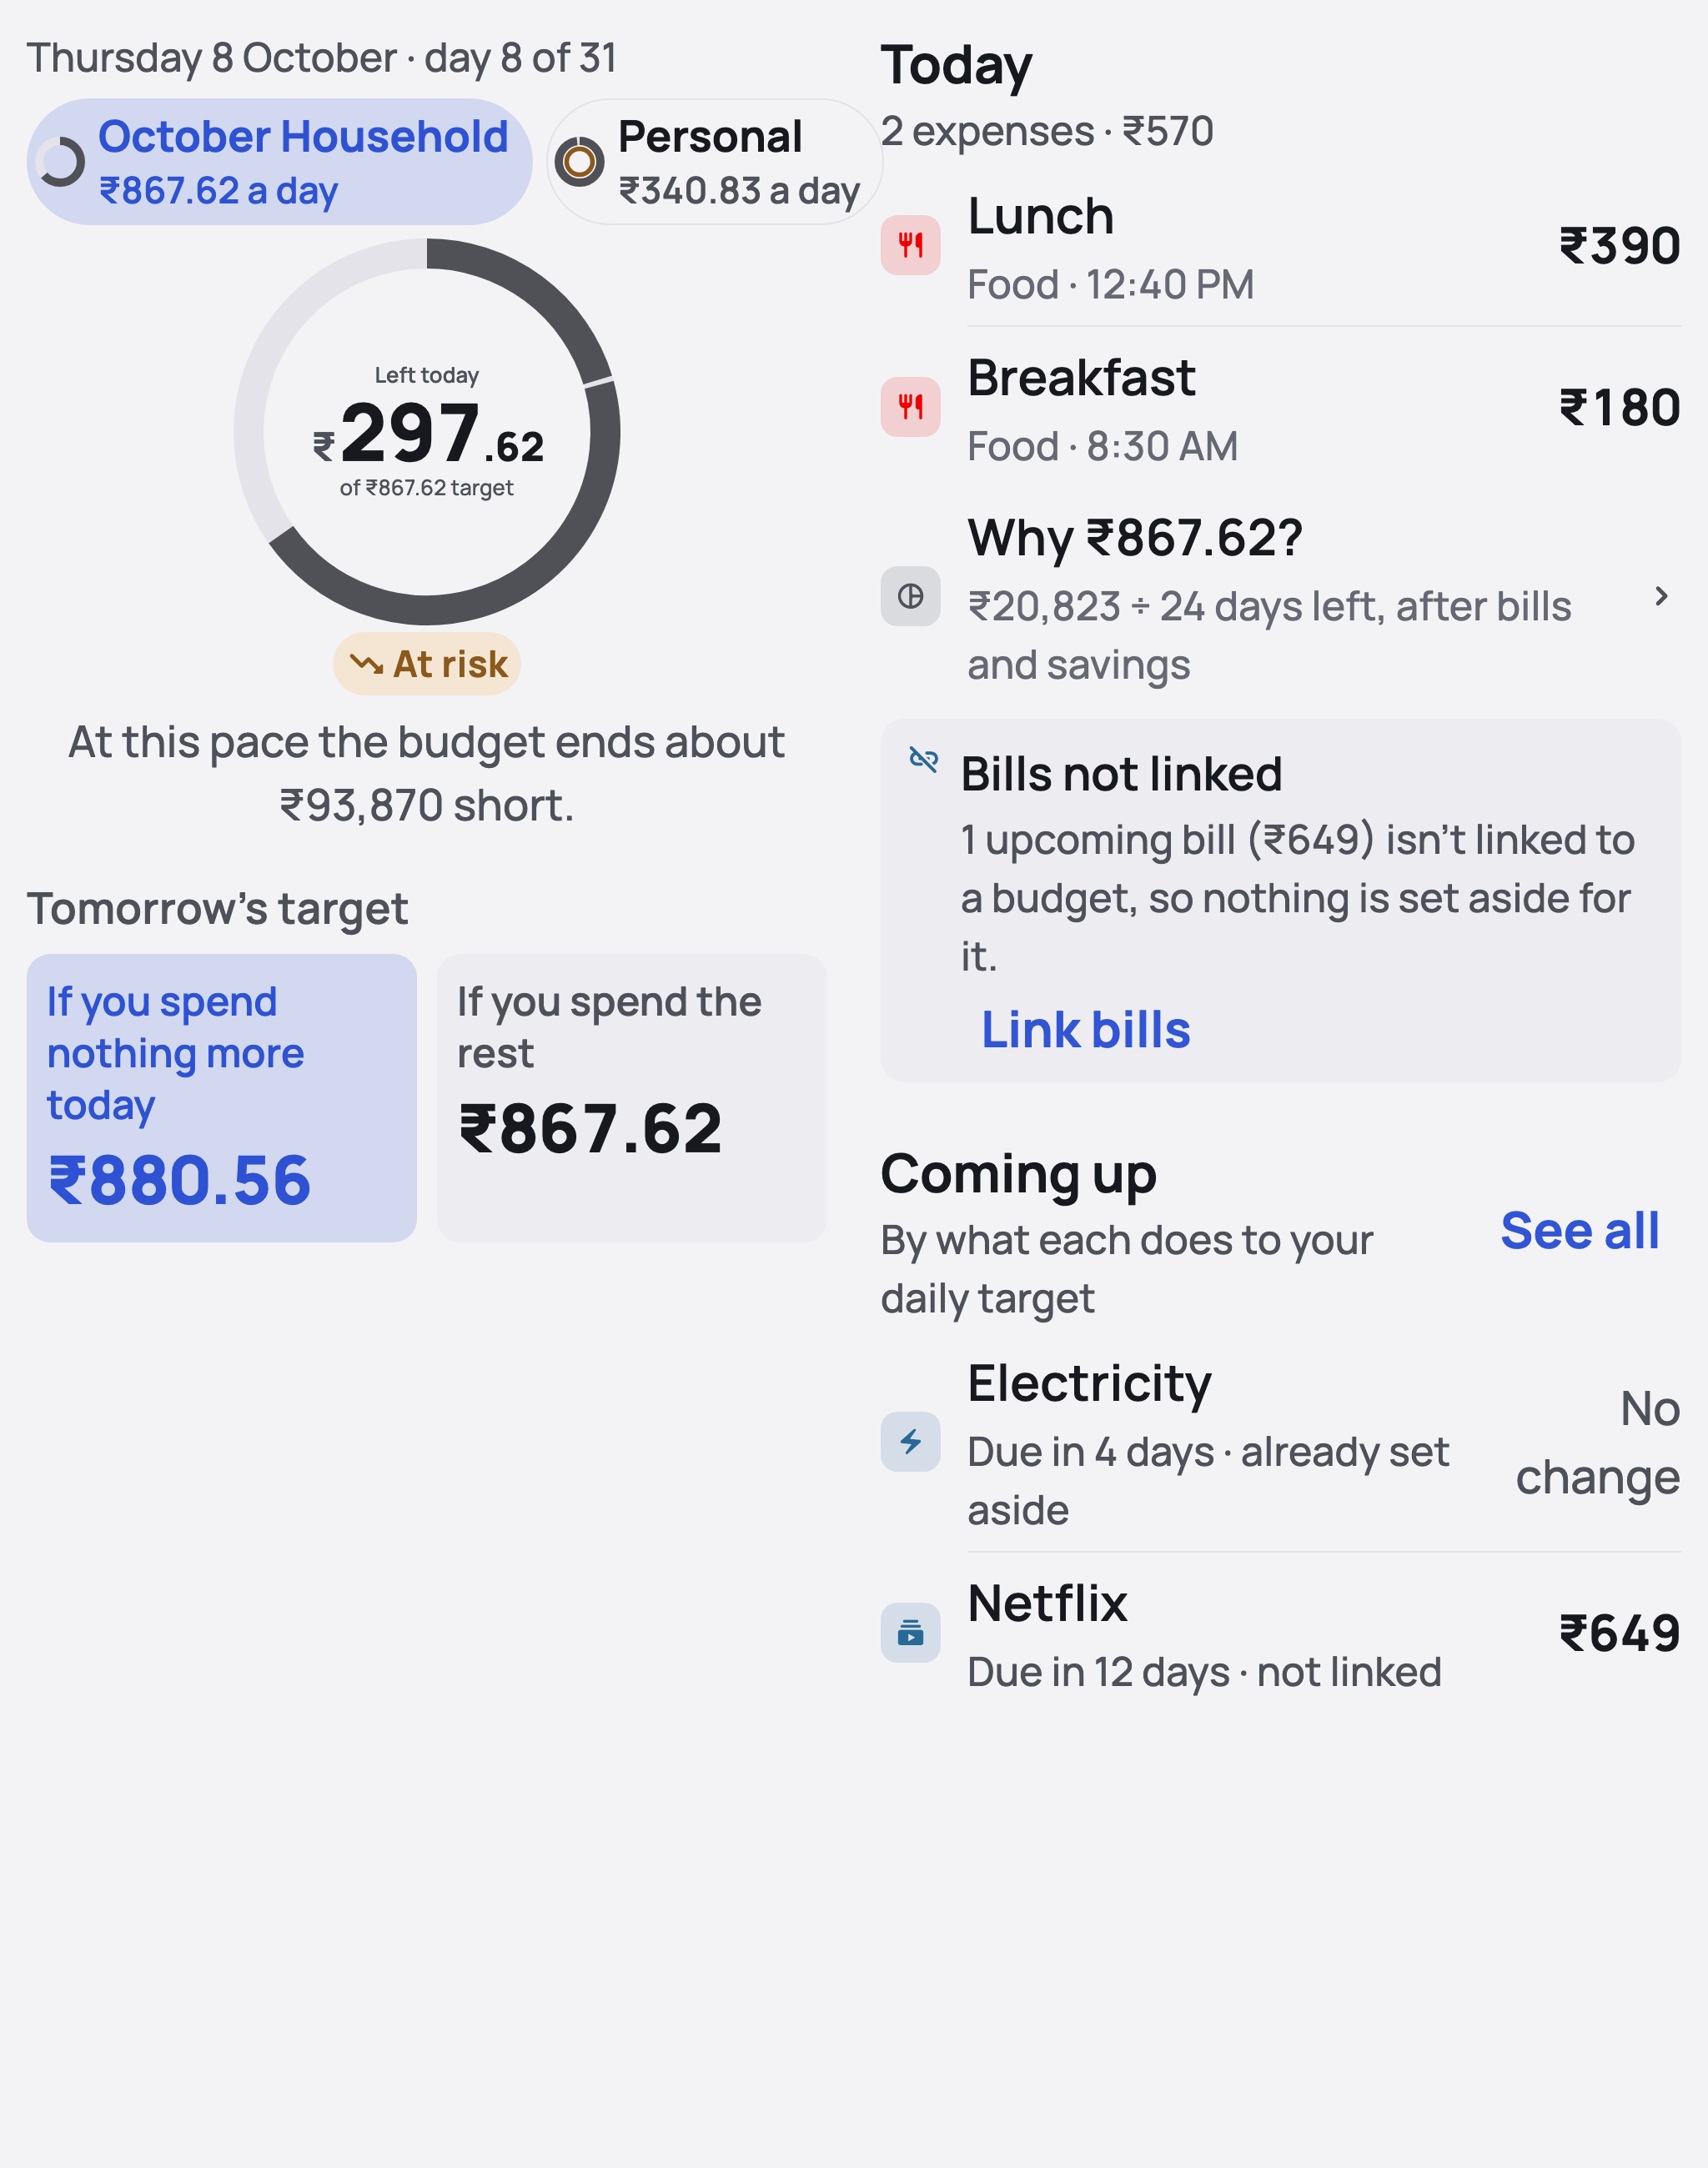 Thursday 8 October · day 8 of 31
October Household
₹867.62 a day
Personal
₹340.83 a day
Left today
₹297.62
of ₹867.62 target
At risk
At this pace the budget ends about
₹93,870 short.
Tomorrow’s target
If you spend
nothing more
today
₹880.56
If you spend the
rest
₹867.62
Today
2 expenses · ₹570
Lunch
Food · 12:40 PM
₹390
Breakfast
Food · 8:30 AM
₹180
Why ₹867.62?
₹20,823 ÷ 24 days left, after bills
and savings
Bills not linked
1 upcoming bill (₹649) isn’t linked to
a budget, so nothing is set aside for
it.
Link bills
Coming up
By what each does to your
daily target
See all
Electricity
Due in 4 days · already set
aside
No
change
Netflix
Due in 12 days · not linked
₹649